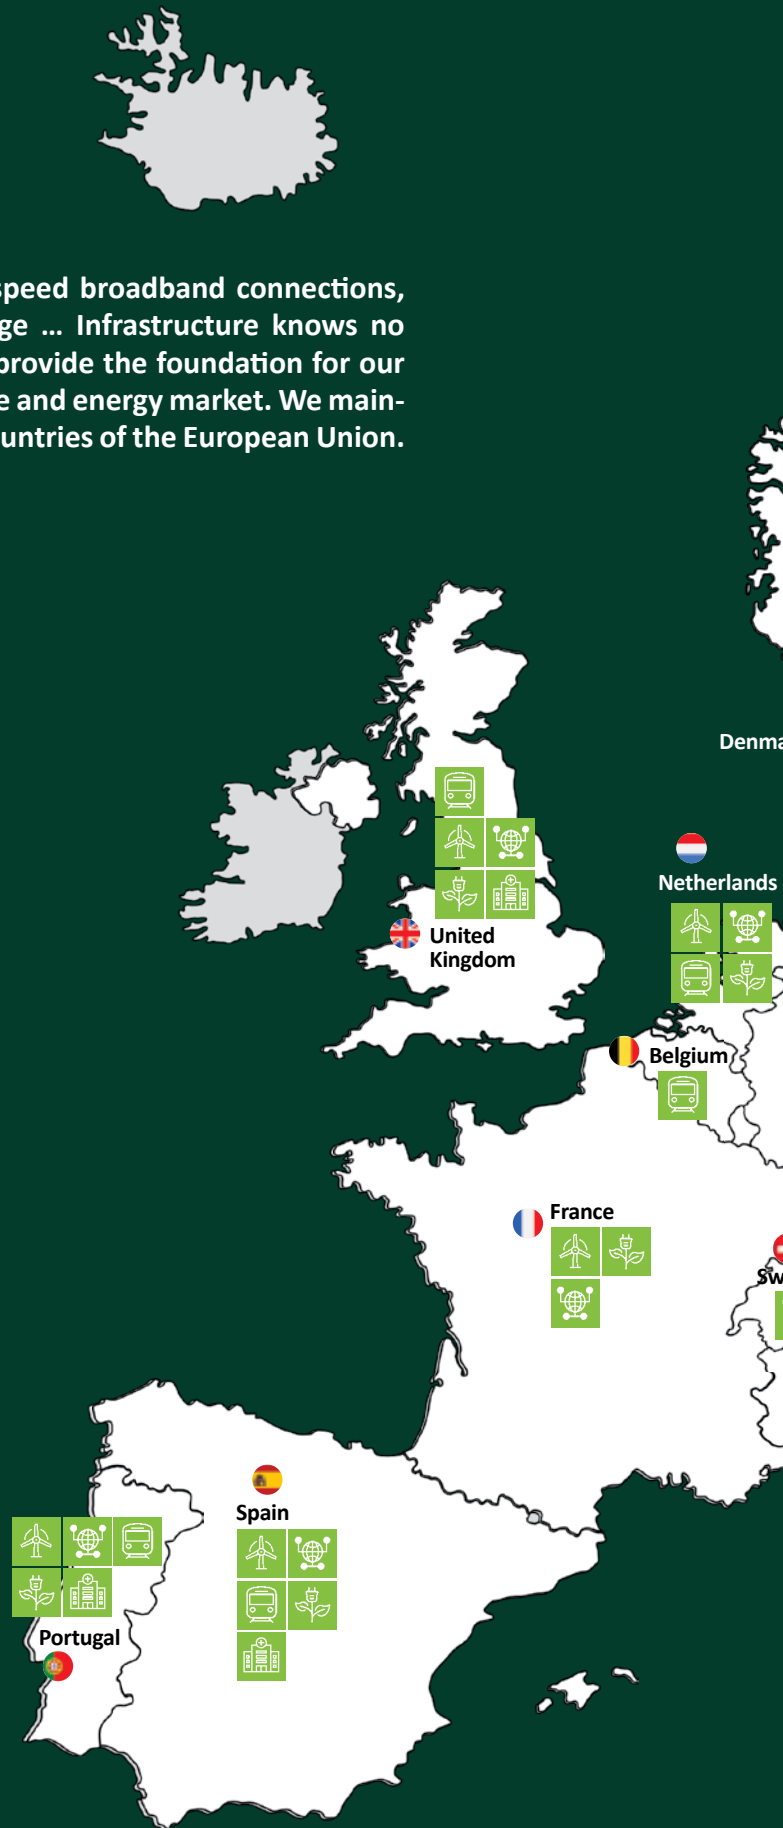 speed broadband connections,
ge … Infrastructure knows no
provide the foundation for our
e and energy market. We main-
ountries of the European Union.
Denma
Netherlands
United
Kingdom
Belgium
France
Sw
Spain
Portugal